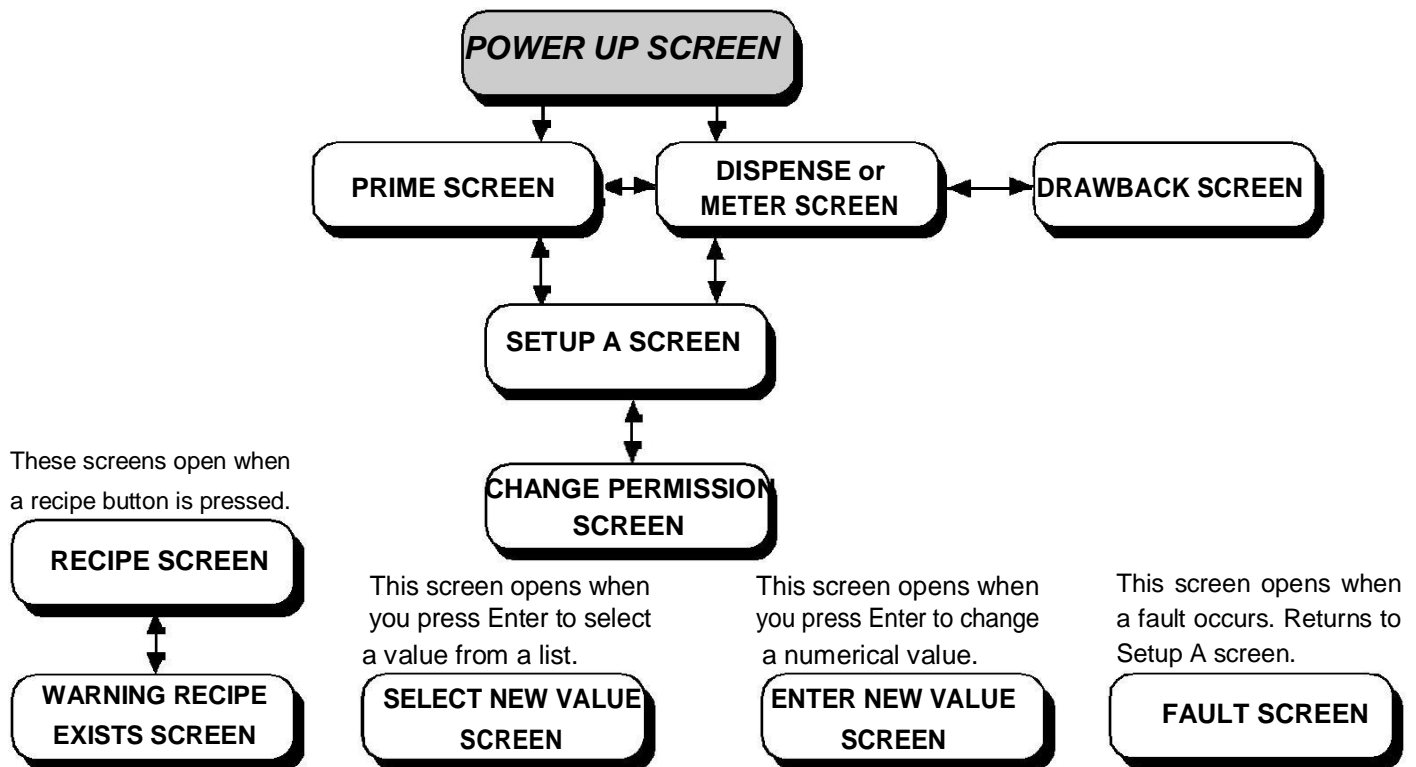 POWER UP SCREEN
PRIME SCREEN
DISPENSE or
METER SCREEN
DRAWBACK SCREEN
SETUP A SCREEN
CHANGE PERMISSION
SCREEN
These screens open when
a recipe button is pressed.
RECIPE SCREEN
WARNING RECIPE
EXISTS SCREEN
This screen opens when
you press Enter to select
a value from a list.
SELECT NEW VALUE
SCREEN
This screen opens when
you press Enter to change
a numerical value.
ENTER NEW VALUE
SCREEN
This screen opens when
a fault occurs. Returns to
Setup A screen.
FAULT SCREEN